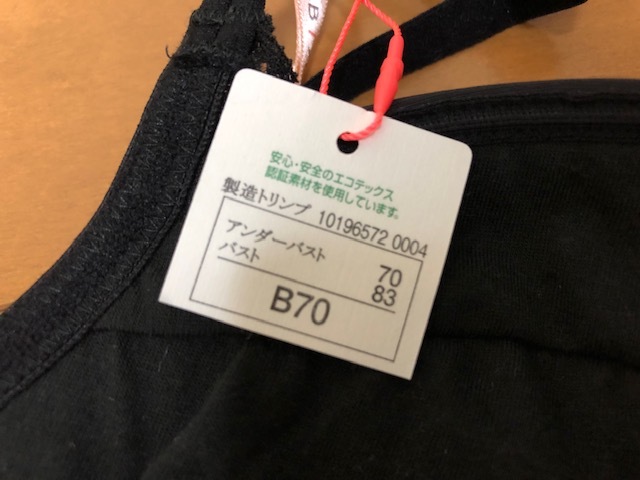 B
安心・安全のエコテックス
認証素材を使用しています。
製造トリンプ 10196572 0004
アンダーバスト 70
バスト 83
B70